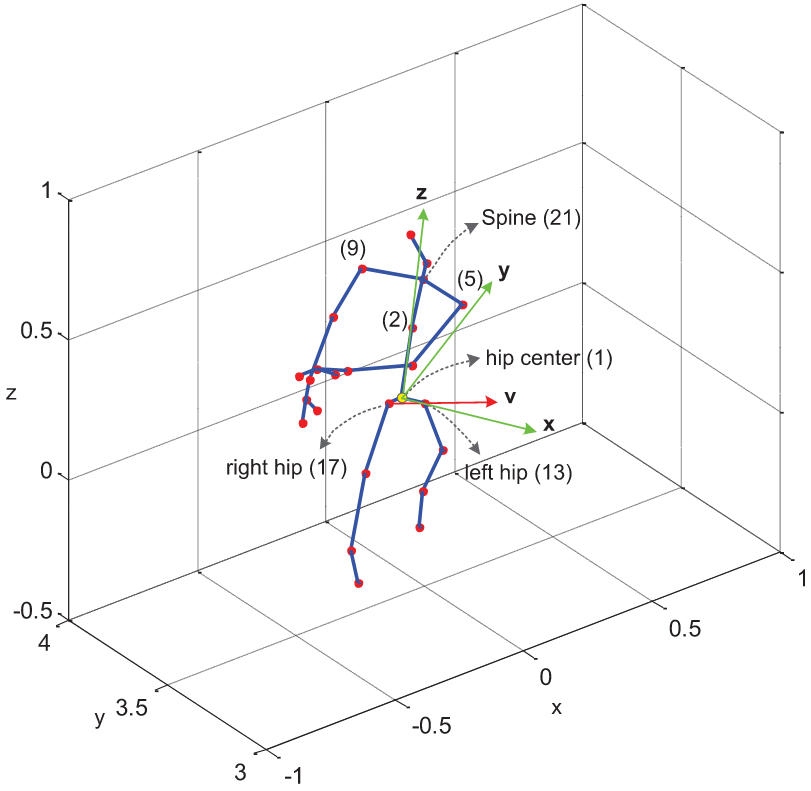 1
z
Spine (21)
(9)
y
(5)
0.5
(2)
hip center (1)
z
v
x
0
right hip (17)
left hip (13)
-0.5
4
1
0.5
3.5
y
0
x
-0.5
3
-1